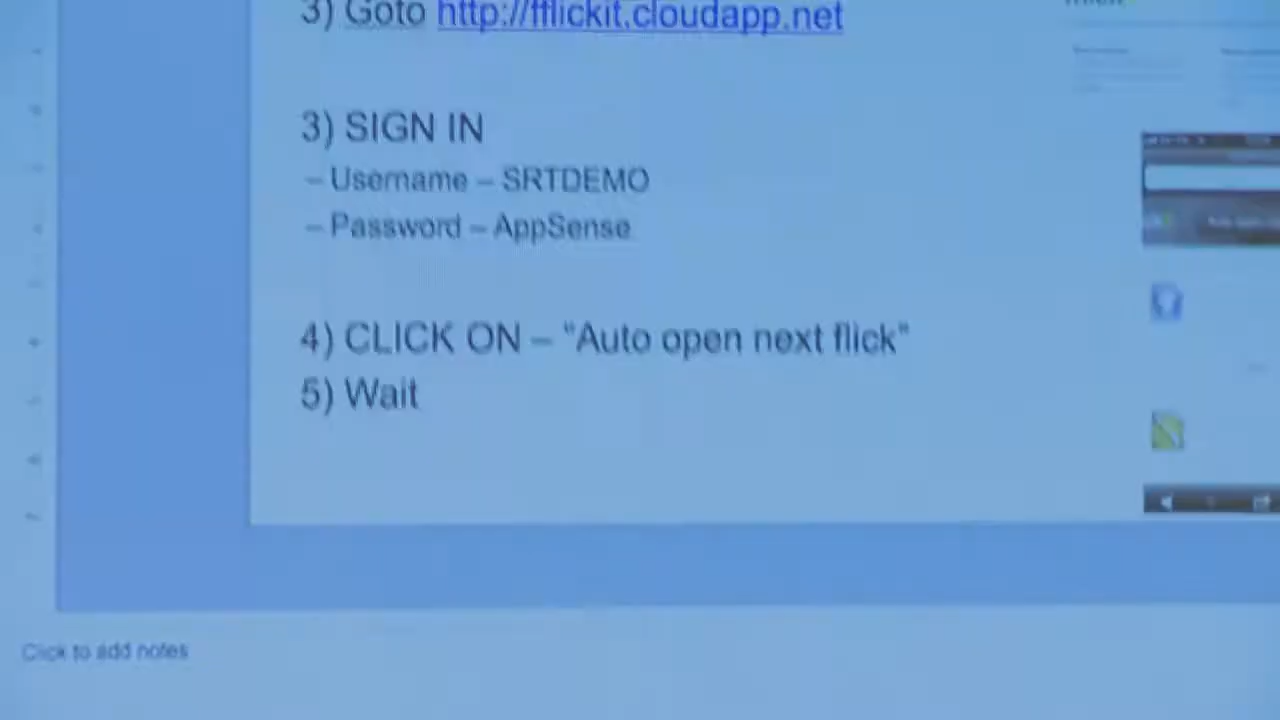 3) Goto http://fflickit.cloudapp.net
3) SIGN IN
– Username – SRTDEMO
– Password – AppSense
4) CLICK ON – "Auto open next flick"
5) Wait
Click to add notes